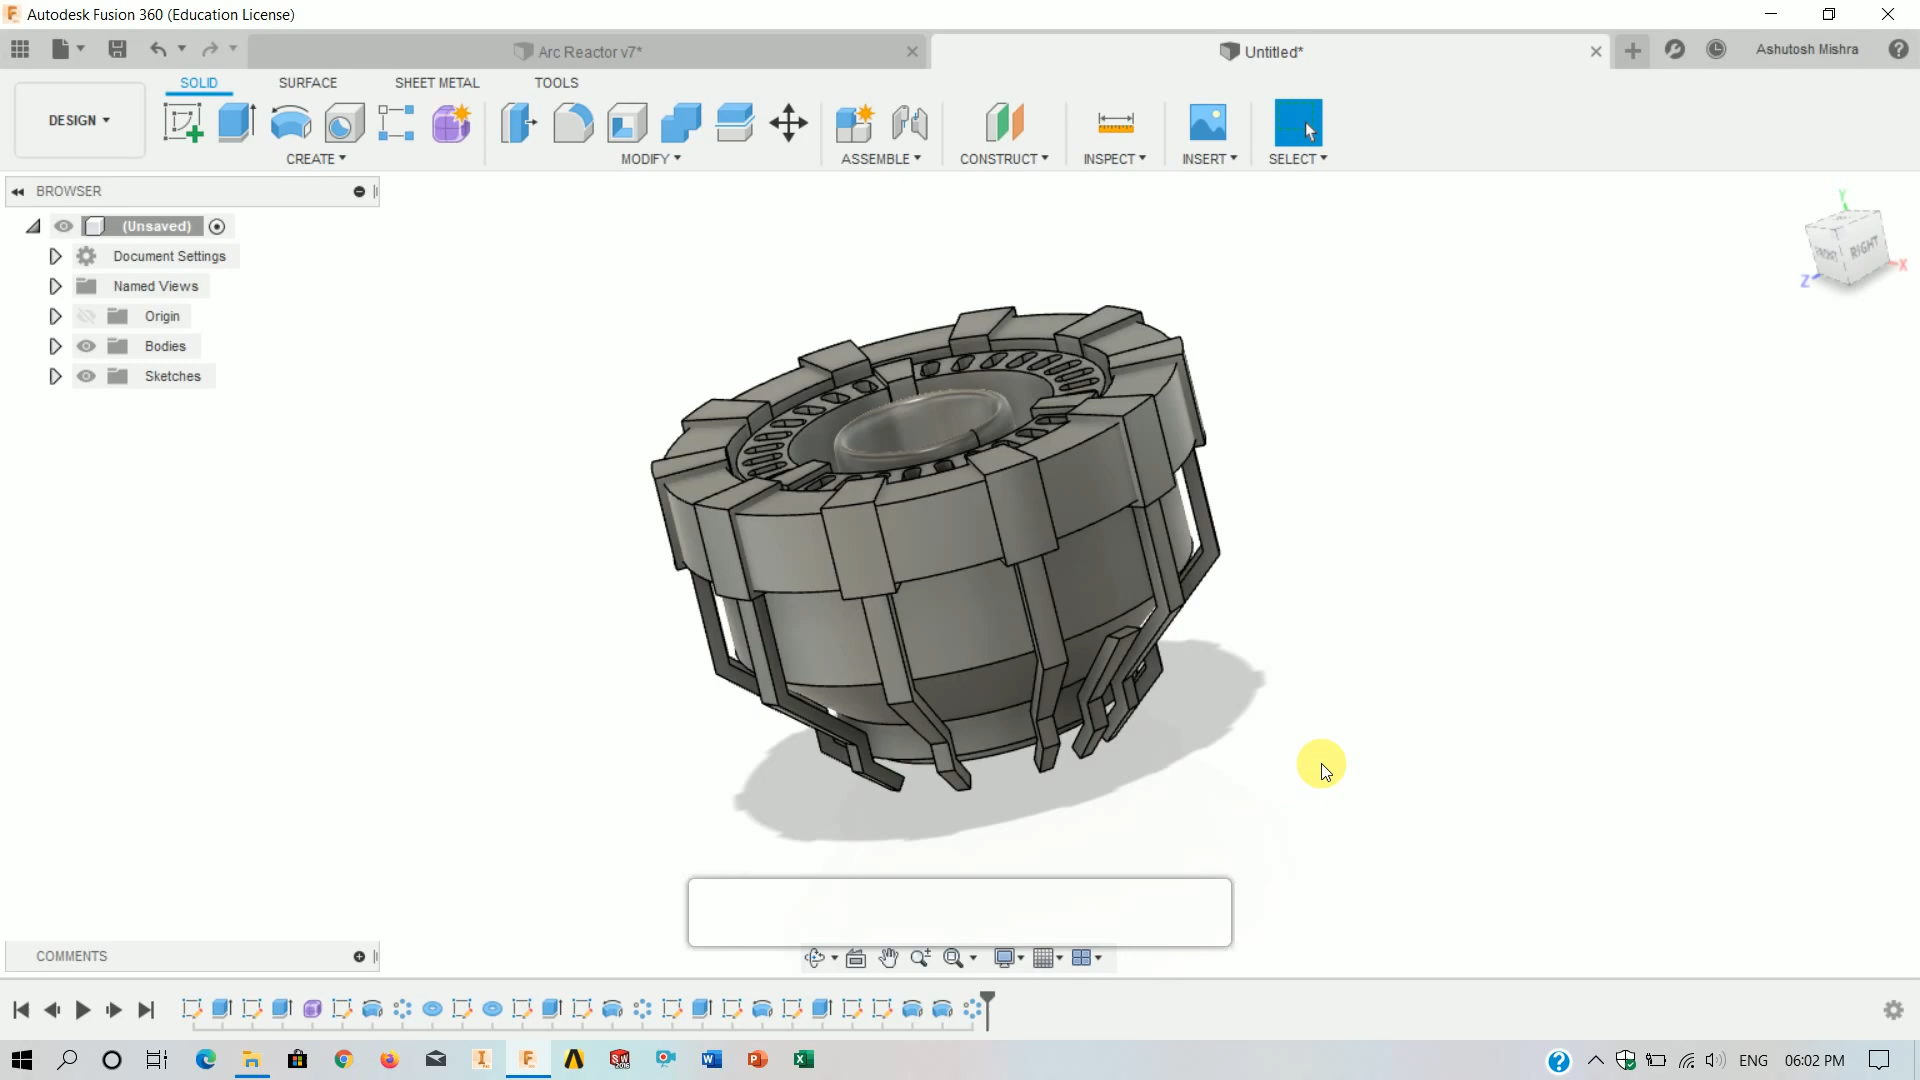 Autodesk Fusion 360 (Education License)
Arc Reactor v7*
Untitled*
Ashutosh Mishra
DESIGN
SOLID
SURFACE
SHEET METAL
TOOLS
CREATE
MODIFY
ASSEMBLE
CONSTRUCT
INSPECT
INSERT
SELECT
BROWSER
(Unsaved)
Document Settings
Named Views
Origin
Bodies
Sketches
Y
FRONT
RIGHT
X
Z
COMMENTS
ENG
06:02 PM